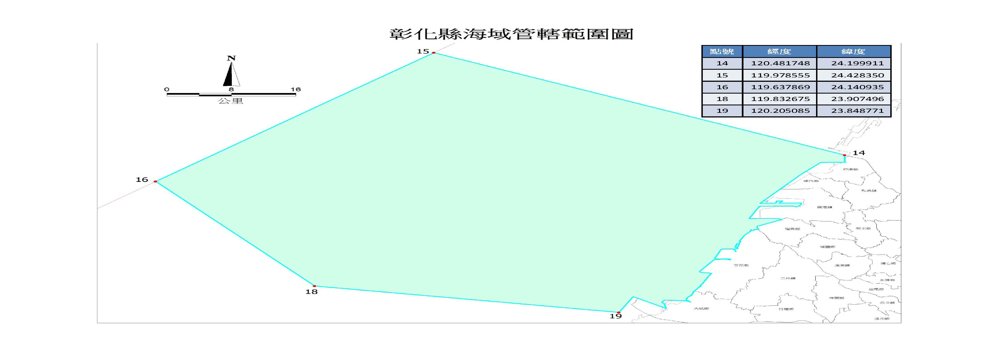 彰化縣海域管轄範圍圖
15
點號 經度 緯度
14 120.481748 24.199911
15 119.978555 24.428350
16 119.637869 24.140935
18 119.832675 23.907496
19 120.205085 23.848771
N
0 8 16
公里
14
伸港鄉
16
線西鄉
和美鎮
鹿港鎮
福興鄉
秀水鄉
埔鹽鄉
芳苑鄉
溪湖鎮
埔心鄉
二林鎮
永靖鄉
田尾鄉
18
埤頭鄉
北斗鎮
大城鄉
竹塘鄉
19
溪州鄉